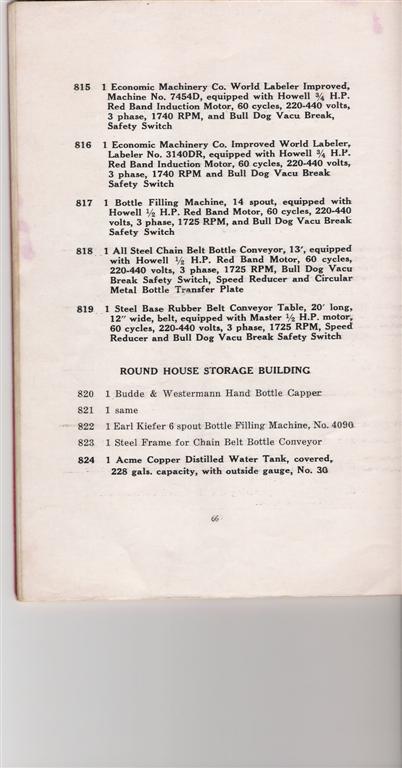 815 1 Economic Machinery Co. World Labeler Improved,
Machine No. 7454D, equipped with Howell ¾ H.P.
Red Band Induction Motor, 60 cycles, 220-440 volts,
3 phase, 1740 RPM, and Bull Dog Vacu Break,
Safety Switch
816 1 Economic Machinery Co. Improved World Labeler,
Labeler No. 3140DR, equipped with Howell ¾ H.P.
Red Band Induction Motor, 60 cycles, 220-440 volts,
3 phase, 1740 RPM and Bull Dog Vacu Break
Safety Switch
817 1 Bottle Filling Machine, 14 spout, equipped with
Howell ½ H.P. Red Band Motor, 60 cycles, 220-440
volts, 3 phase, 1725 RPM, and Bull Dog Vacu Break
Safety Switch
818 1 All Steel Chain Belt Bottle Conveyor, 13', equipped
with Howell ½ H.P. Red Band Motor, 60 cycles,
220-440 volts, 3 phase, 1725 RPM, Bull Dog Vacu
Break Safety Switch, Speed Reducer and Circular
Metal Bottle Transfer Plate
819 1 Steel Base Rubber Belt Conveyor Table, 20' long,
12" wide, belt, equipped with Master ½ H.P. motor,
60 cycles, 220-440 volts, 3 phase, 1725 RPM, Speed
Reducer and Bull Dog Vacu Break Safety Switch
ROUND HOUSE STORAGE BUILDING
820 1 Budde & Westermann Hand Bottle Capper
821 1 same
822 1 Earl Kiefer 6 spout Bottle Filling Machine, No. 4090
823 1 Steel Frame for Chain Belt Bottle Conveyor
824 1 Acme Copper Distilled Water Tank, covered,
228 gals. capacity, with outside gauge, No. 30
66